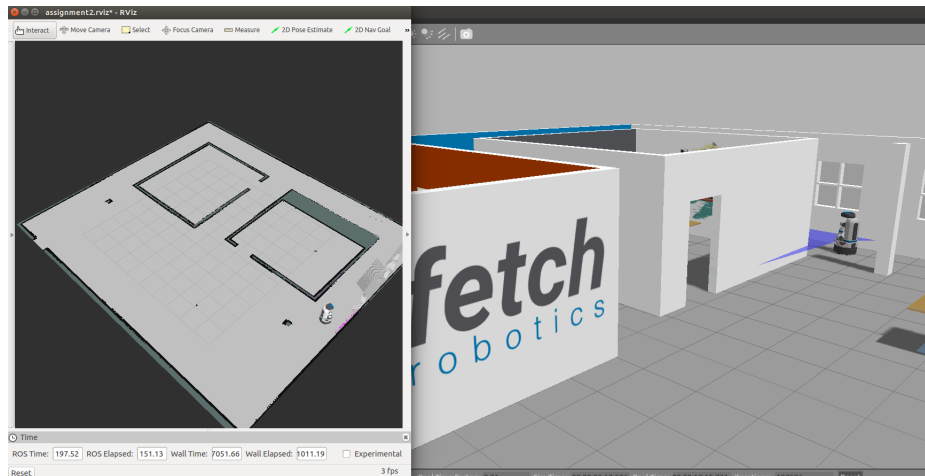 assignment2.rviz* - RViz
Interact Move Camera Select Focus Camera Measure 2D Pose Estimate 2D Nav Goal »
fetch
robotics
Time
ROS Time: 197.52 ROS Elapsed: 151.13 Wall Time: 7051.66 Wall Elapsed: 1011.19 Experimental
Reset 3 fps